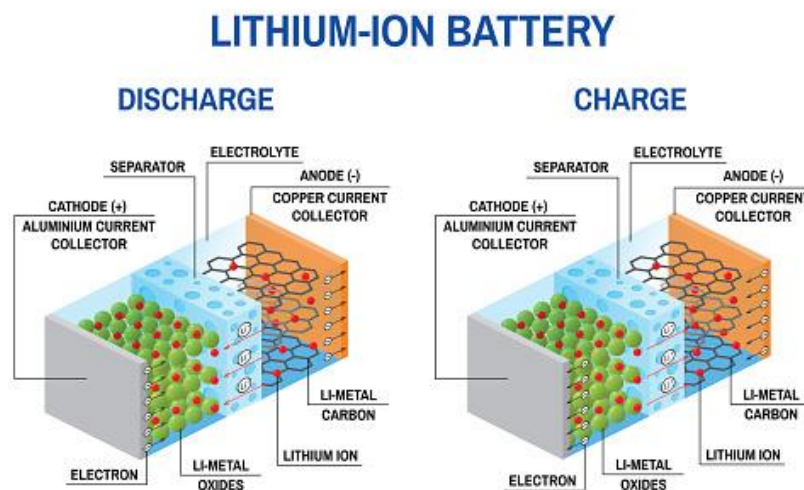 LITHIUM-ION BATTERY
DISCHARGE
ELECTROLYTE
SEPARATOR
ANODE (-)
COPPER CURRENT
COLLECTOR
CATHODE (+)
ALUMINIUM CURRENT
COLLECTOR
LI-METAL
CARBON
LITHIUM ION
LI-METAL
OXIDES
ELECTRON
CHARGE
ELECTROLYTE
SEPARATOR
ANODE (-)
COPPER CURRENT
COLLECTOR
CATHODE (+)
ALUMINIUM CURRENT
COLLECTOR
LI-METAL
CARBON
LITHIUM ION
LI-METAL
OXIDES
ELECTRON